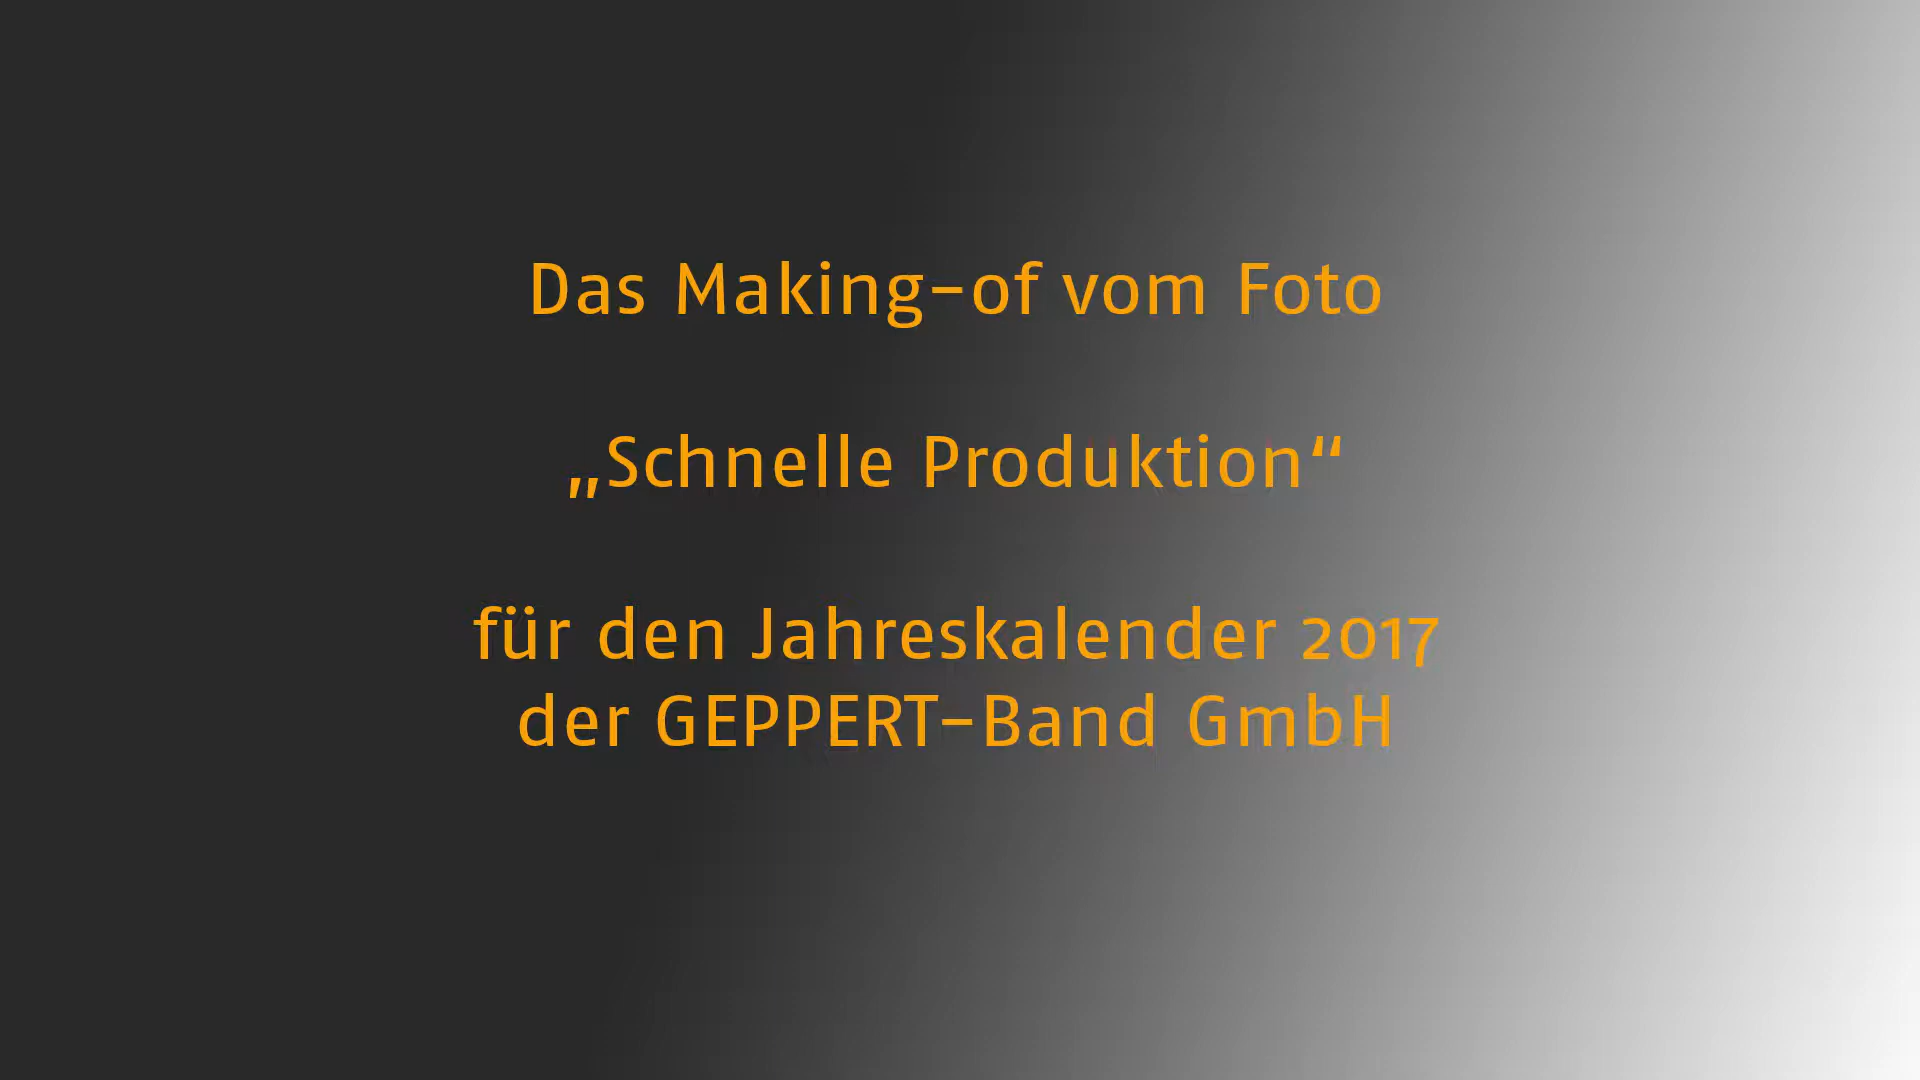 Das Making-of vom Foto
„Schnelle Produktion“
für den Jahreskalender 2017
der GEPPERT-Band GmbH